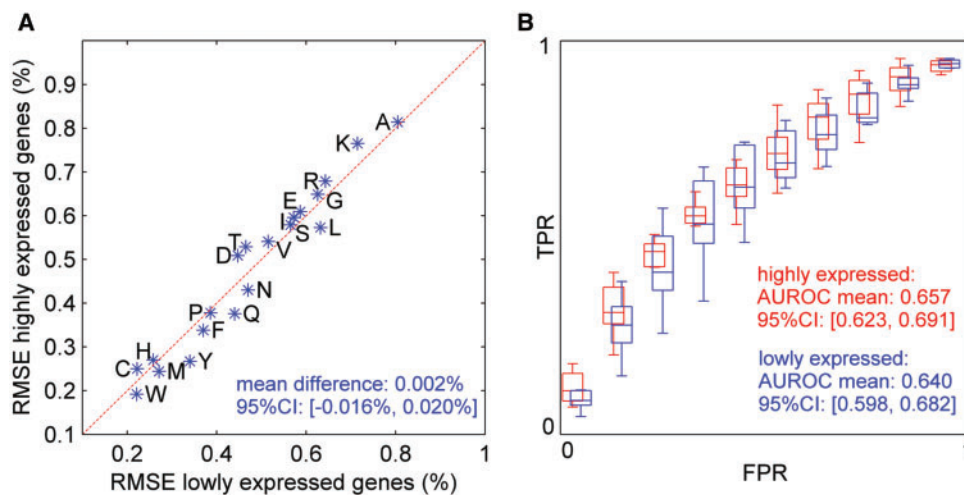 A
RMSE highly expressed genes (%)
0.9
0.8
0.7
0.6
0.5
0.4
0.3
0.2
0.1
A
K
R
E
G
I
S
L
T
D
V
N
P
Q
F
H
C
M
Y
W
mean difference: 0.002%
95%CI: [-0.016%, 0.020%]
0.2 0.4 0.6 0.8 1
RMSE lowly expressed genes (%)
B
1
TPR
0
highly expressed:
AUROC mean: 0.657
95%CI: [0.623, 0.691]
lowly expressed:
AUROC mean: 0.640
95%CI: [0.598, 0.682]
0 1
FPR